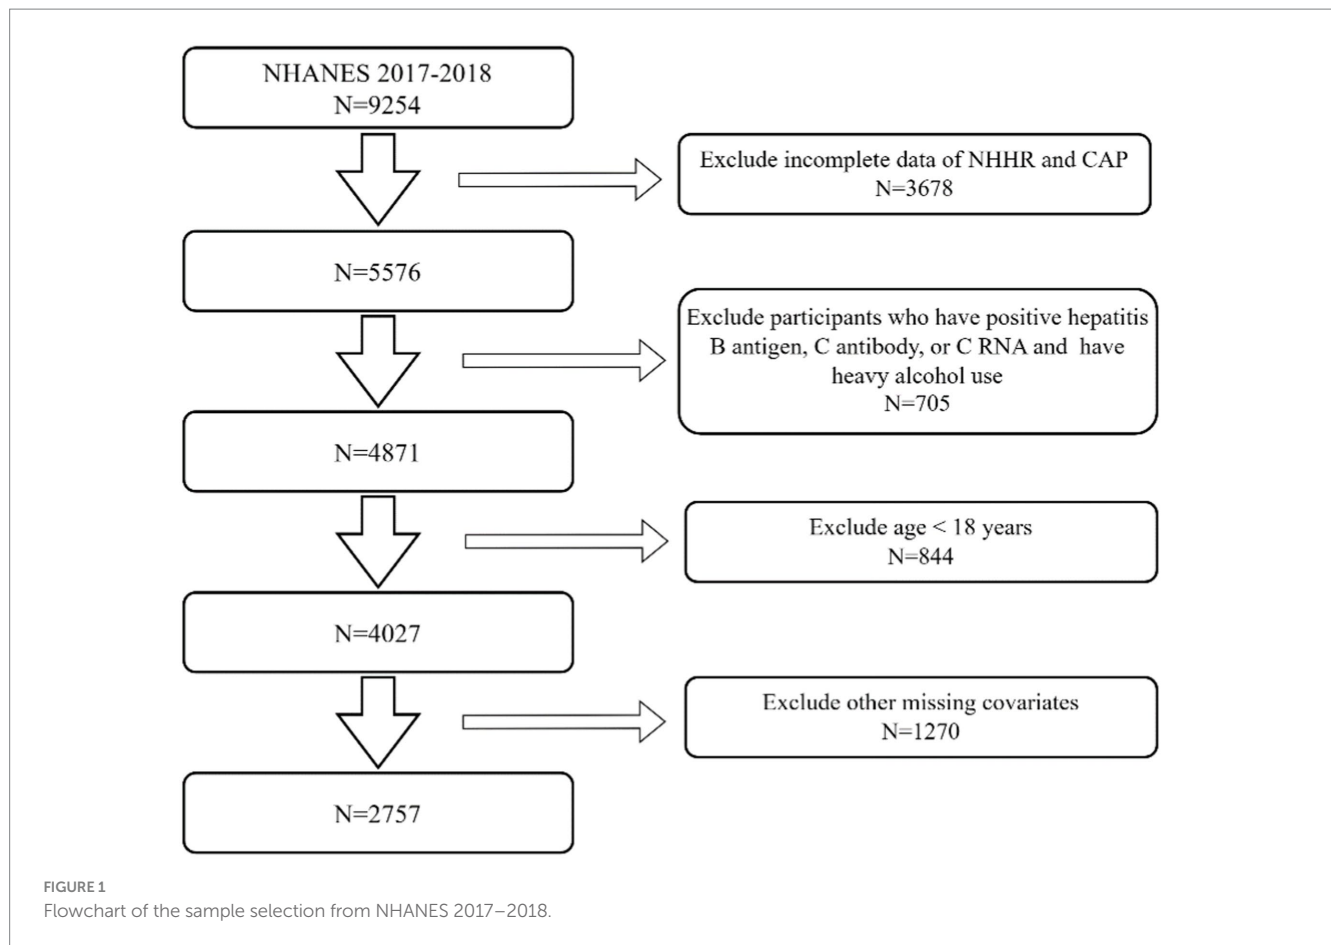 NHANES 2017-2018
N=9254
Exclude incomplete data of NHHR and CAP
N=3678
N=5576
Exclude participants who have positive hepatitis
B antigen, C antibody, or C RNA and have
heavy alcohol use
N=705
N=4871
Exclude age < 18 years
N=844
N=4027
Exclude other missing covariates
N=1270
N=2757
FIGURE 1
Flowchart of the sample selection from NHANES 2017–2018.